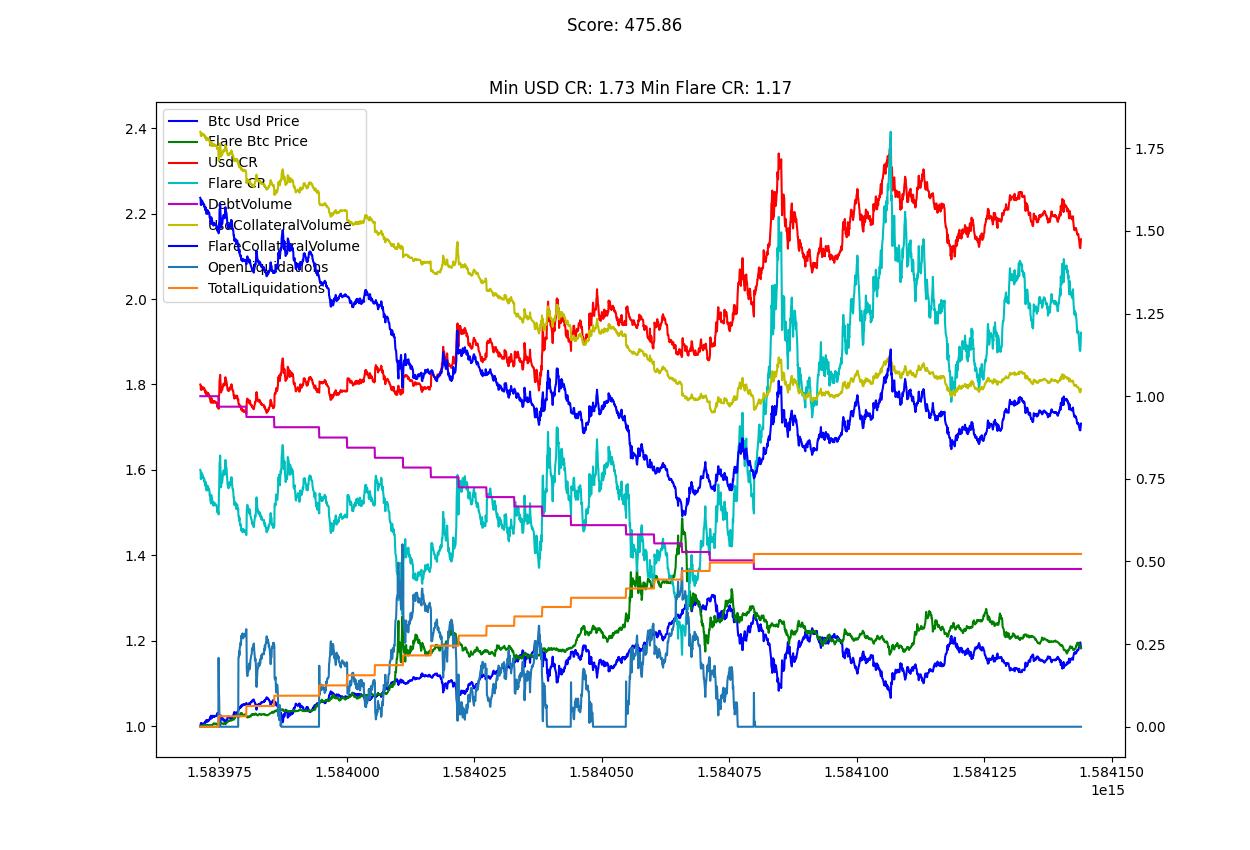 Score: 475.86
Min USD CR: 1.73 Min Flare CR: 1.17
Btc Usd Price
Flare Btc Price
Usd CR
Flare CR
DebtVolume
UsdCollateralVolume
FlareCollateralVolume
OpenLiquidations
TotalLiquidations
2.4
2.2
2.0
1.8
1.6
1.4
1.2
1.0
1.75
1.50
1.25
1.00
0.75
0.50
0.25
0.00
1.583975 1.584000 1.584025 1.584050 1.584075 1.584100 1.584125 1.584150
1e15